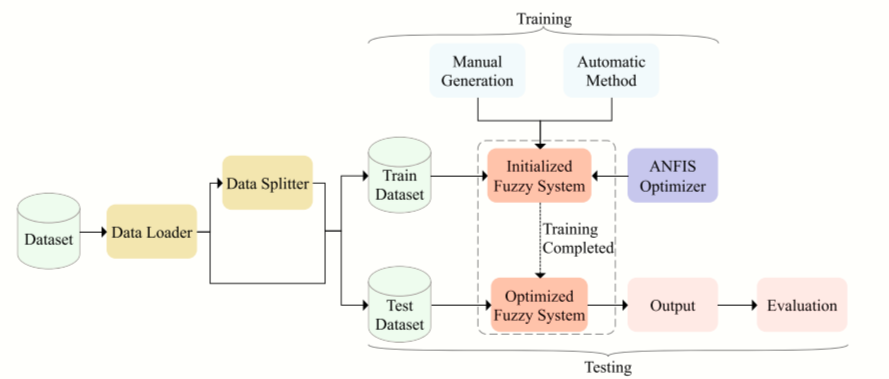 Training
Manual
Generation
Automatic
Method
Dataset
Data Loader
Data Splitter
Train
Dataset
Initialized
Fuzzy System
ANFIS
Optimizer
Training
Completed
Test
Dataset
Optimized
Fuzzy System
Output
Evaluation
Testing